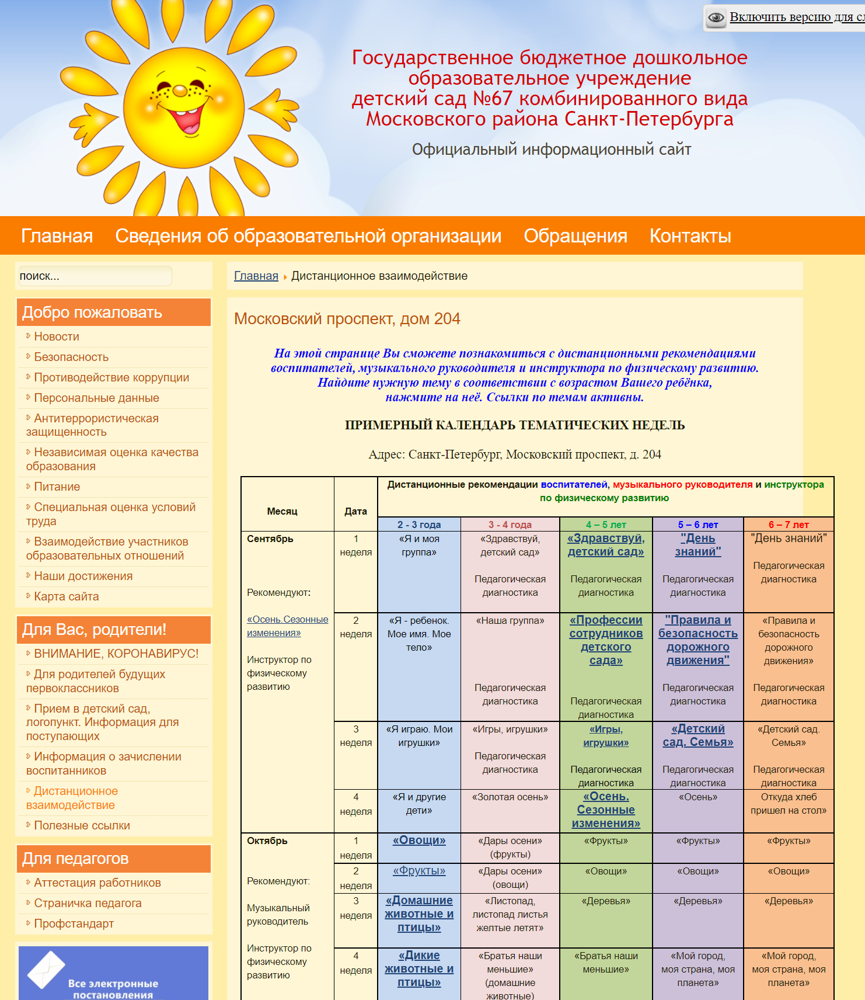 Включить версию для
Государственное бюджетное дошкольное
образовательное учреждение
детский сад №67 комбинированного вида
Московского района Санкт-Петербурга
Официальный информационный сайт
Главная Сведения об образовательной организации Обращения Контакты
поиск...
Добро пожаловать
Новости
Безопасность
Противодействие коррупции
Персональные данные
Антитеррористическая
защищенность
Независимая оценка качества
образования
Питание
Специальная оценка условий
труда
Взаимодействие участников
образовательных отношений
Наши достижения
Карта сайта
Для Вас, родители!
ВНИМАНИЕ, КОРОНАВИРУС!
Для родителей будущих
первоклассников
Прием в детский сад,
логопункт. Информация для
поступающих
Информация о зачислении
воспитанников
Дистанционное
взаимодействие
Полезные ссылки
Для педагогов
Аттестация работников
Страничка педагога
Профстандарт
Все электронные
постановления
Главная Дистанционное взаимодействие
Московский проспект, дом 204
На этой странице Вы сможете познакомиться с дистанционными рекомендациями
воспитателей, музыкального руководителя и инструктора по физическому развитию.
Найдите нужную тему в соответствии с возрастом Вашего ребёнка,
нажмите на неё. Ссылки по темам активны.
ПРИМЕРНЫЙ КАЛЕНДАРЬ ТЕМАТИЧЕСКИХ НЕДЕЛЬ
Адрес: Санкт-Петербург, Московский проспект, д. 204
Месяц
Дата
Дистанционные рекомендации воспитателей, музыкального руководителя и инструктора
по физическому развитию
2 - 3 года
3 - 4 года
4 – 5 лет
5 – 6 лет
6 – 7 лет
Сентябрь
Рекомендуют:
«Осень.Сезонные
изменения»
Инструктор по
физическому
развитию
1
неделя
«Я и моя
группа»
«Здравствуй,
детский сад»
Педагогическая
диагностика
«Здравствуй,
детский сад»
Педагогическая
диагностика
"День
знаний"
Педагогическая
диагностика
"День знаний"
Педагогическая
диагностика
2
неделя
«Я - ребенок.
Мое имя. Мое
тело»
«Наша группа»
Педагогическая
диагностика
«Профессии
сотрудников
детского
сада»
Педагогическая
диагностика
"Правила и
безопасность
дорожного
движения"
Педагогическая
диагностика
«Правила и
безопасность
дорожного
движения»
Педагогическая
диагностика
3
неделя
«Я играю. Мои
игрушки»
«Игры, игрушки»
Педагогическая
диагностика
«Игры,
игрушки»
Педагогическая
диагностика
«Детский
сад. Семья»
Педагогическая
диагностика
«Детский сад.
Семья»
Педагогическая
диагностика
4
неделя
«Я и другие
дети»
«Золотая осень»
«Осень.
Сезонные
изменения»
«Осень»
Откуда хлеб
пришел на стол»
Октябрь
Рекомендуют:
Музыкальный
руководитель
Инструктор по
физическому
развитию
1
неделя
«Овощи»
«Дары осени»
(фрукты)
«Фрукты»
«Фрукты»
«Фрукты»
2
неделя
«Фрукты»
«Дары осени»
(овощи)
«Овощи»
«Овощи»
«Овощи»
3
неделя
«Домашние
животные и
птицы»
«Листопад,
листопад листья
желтые летят»
«Деревья»
«Деревья»
«Деревья»
4
неделя
«Дикие
животные и
птицы»
«Братья наши
меньшие»
(домашние
животные)
«Братья наши
меньшие»
«Мой город,
моя страна, моя
планета»
«Мой город,
моя страна, моя
планета»